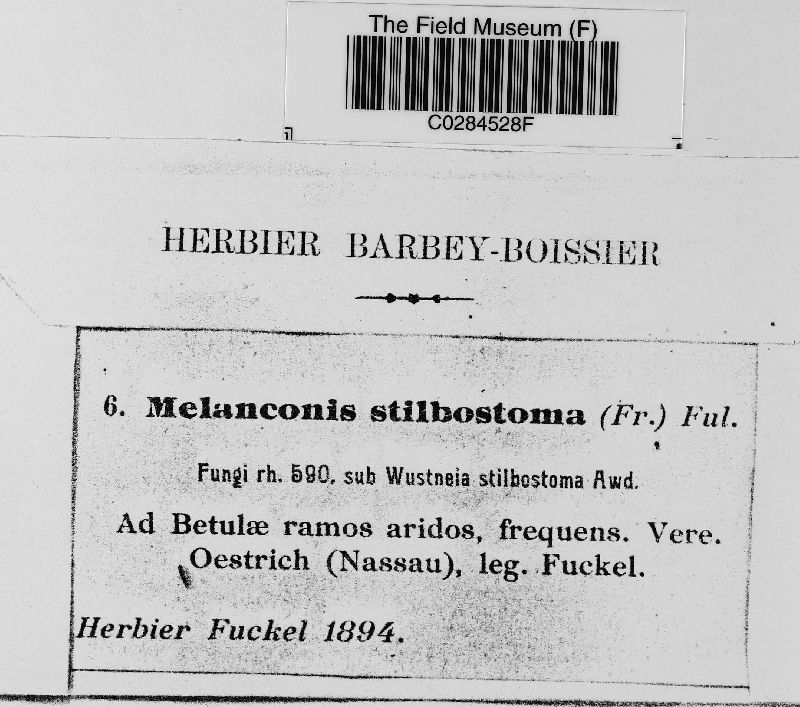 The Field Museum (F)
C0284528F
HERBIER BARBEY-BOISSIER
6. Melanconis stilbostoma (Fr.) Ful.
Fungi rh. 590. sub Wustneia stilbostoma Awd.
Ad Betulæ ramos aridos, frequens. Vere.
Oestrich (Nassau), leg. Fuckel.
Herbier Fuckel 1894.